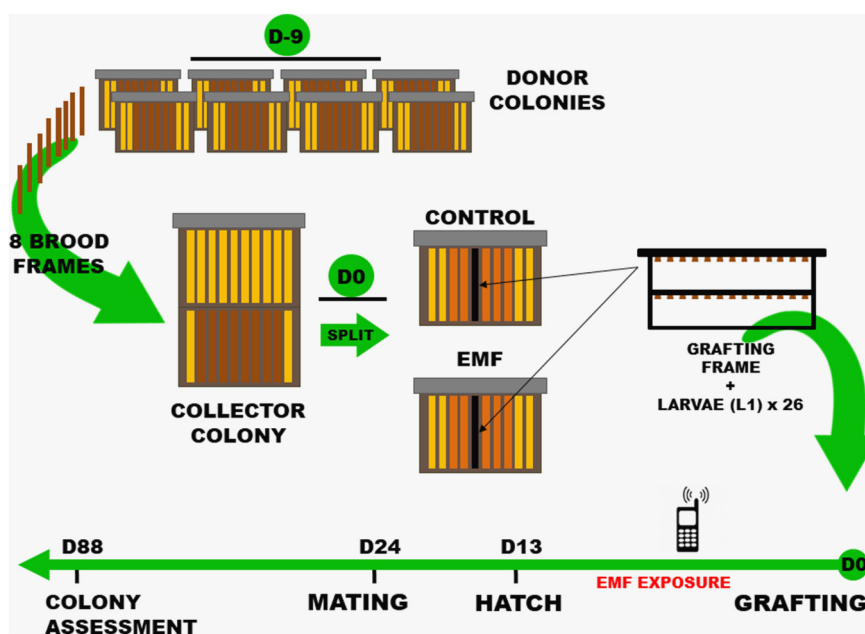 D-9
DONOR
COLONIES
8 BROOD
FRAMES
COLLECTOR
COLONY
D0
SPLIT
CONTROL
EMF
GRAFTING
FRAME
+
LARVAE (L1) x 26
D88
D24
D13
D0
EMF EXPOSURE
COLONY
ASSESSMENT
MATING
HATCH
GRAFTING